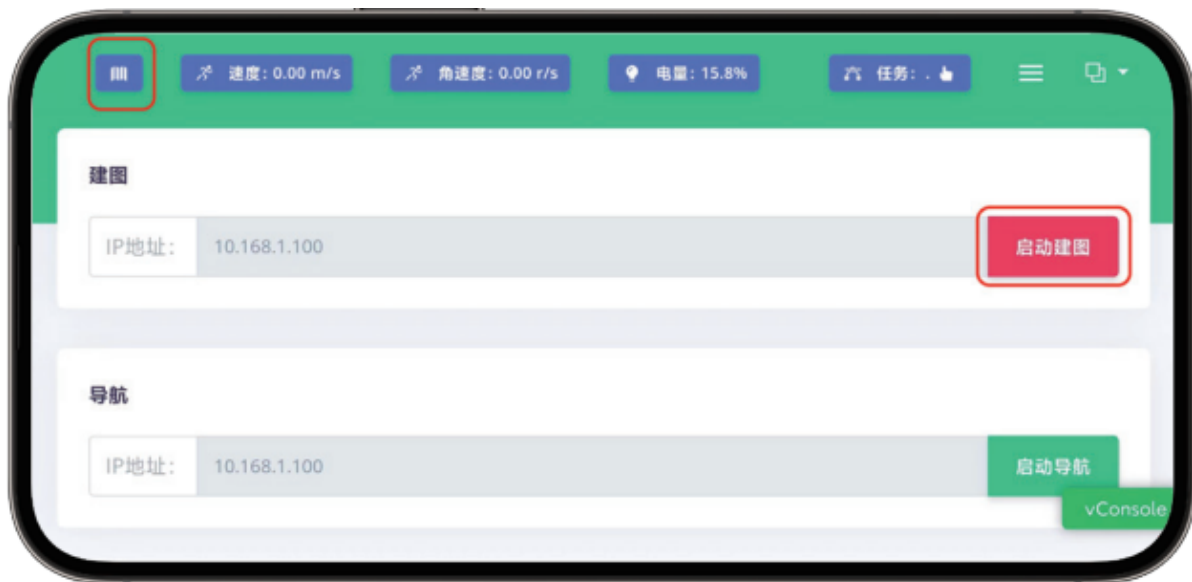 速度: 0.00 m/s
角速度: 0.00 r/s
电量: 15.8%
任务: .
建图
IP地址:
10.168.1.100
启动建图
导航
IP地址:
10.168.1.100
启动导航
vConsole